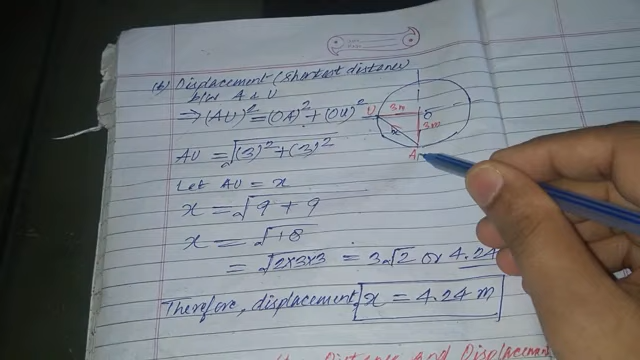 (b) Displacement (shortest distance)
b/w A & U
⇒ (AU)² = (OA)² + (OU)²
U 3m O
x 3m
A
AU = √(3)² + (3)²
Let AU = x
x = √9 + 9
x = √18
= √2×3×3 = 3√2 or 4.24
Therefore, displacement x = 4.24 m
Distance and Displacement